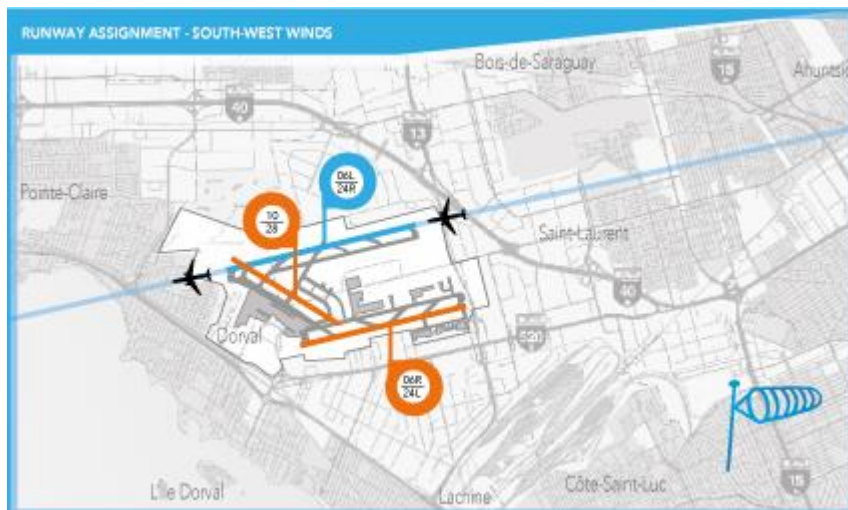 RUNWAY ASSIGNMENT - SOUTH-WEST WINDS
Bois-de-Saraguay
15
Ahuntsic
40
13
Pointe-Claire
06L
24R
10
28
Saint-Laurent
40
Dorval
520
06R
24L
L'île Dorval
Lachine
Côte-Saint-Luc
15